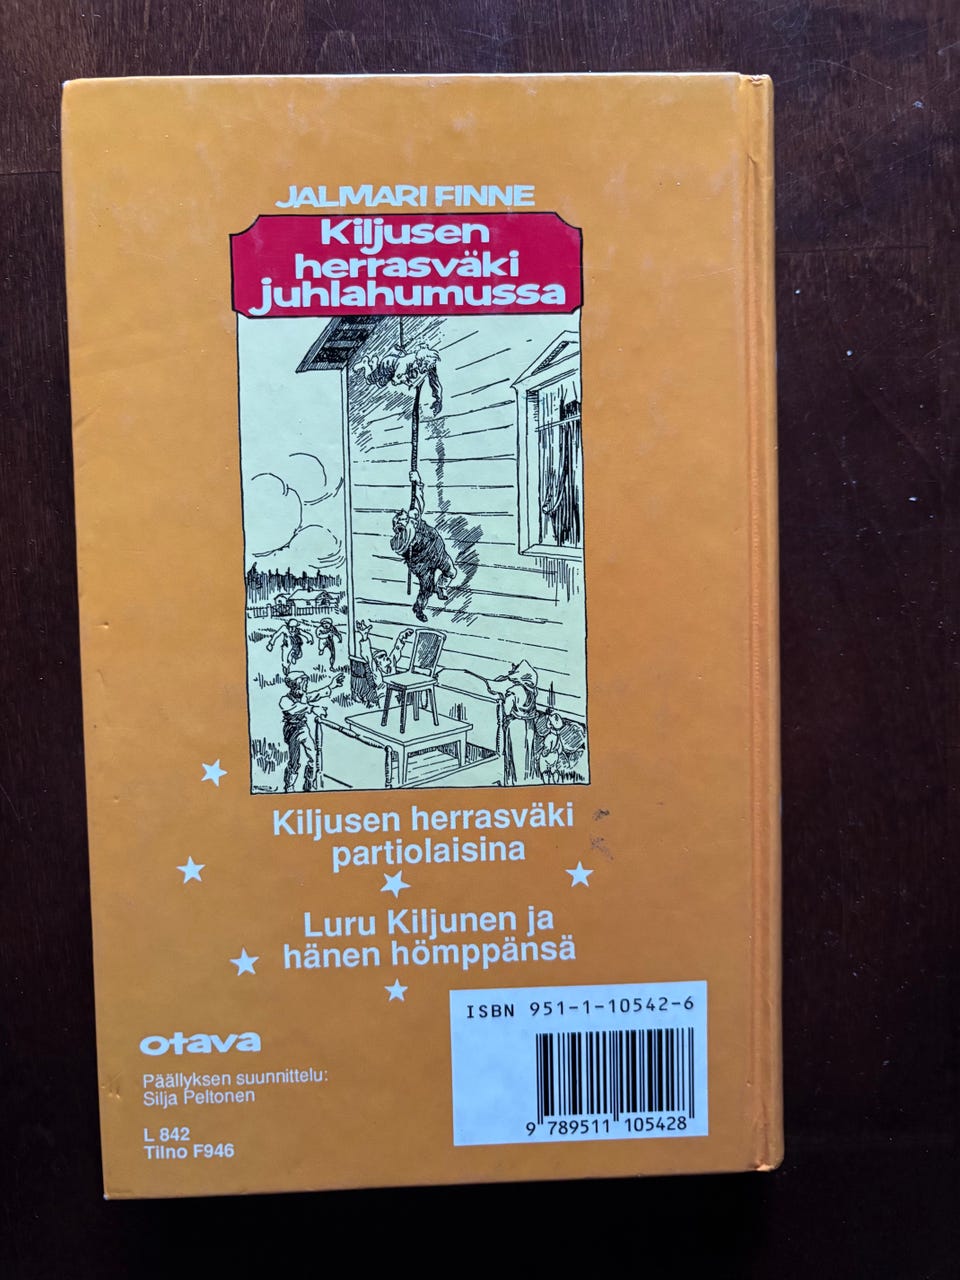 JALMARI FINNE
Kiljusen
herrasväki
juhlahumussa
Kiljusen herrasväki
partiolaisina
Luru Kiljunen ja
hänen hömppänsä
ISBN 951-1-10542-6
otava
Päällyksen suunnittelu:
Silja Peltonen
L 842
Tilno F946
9 789511 105428